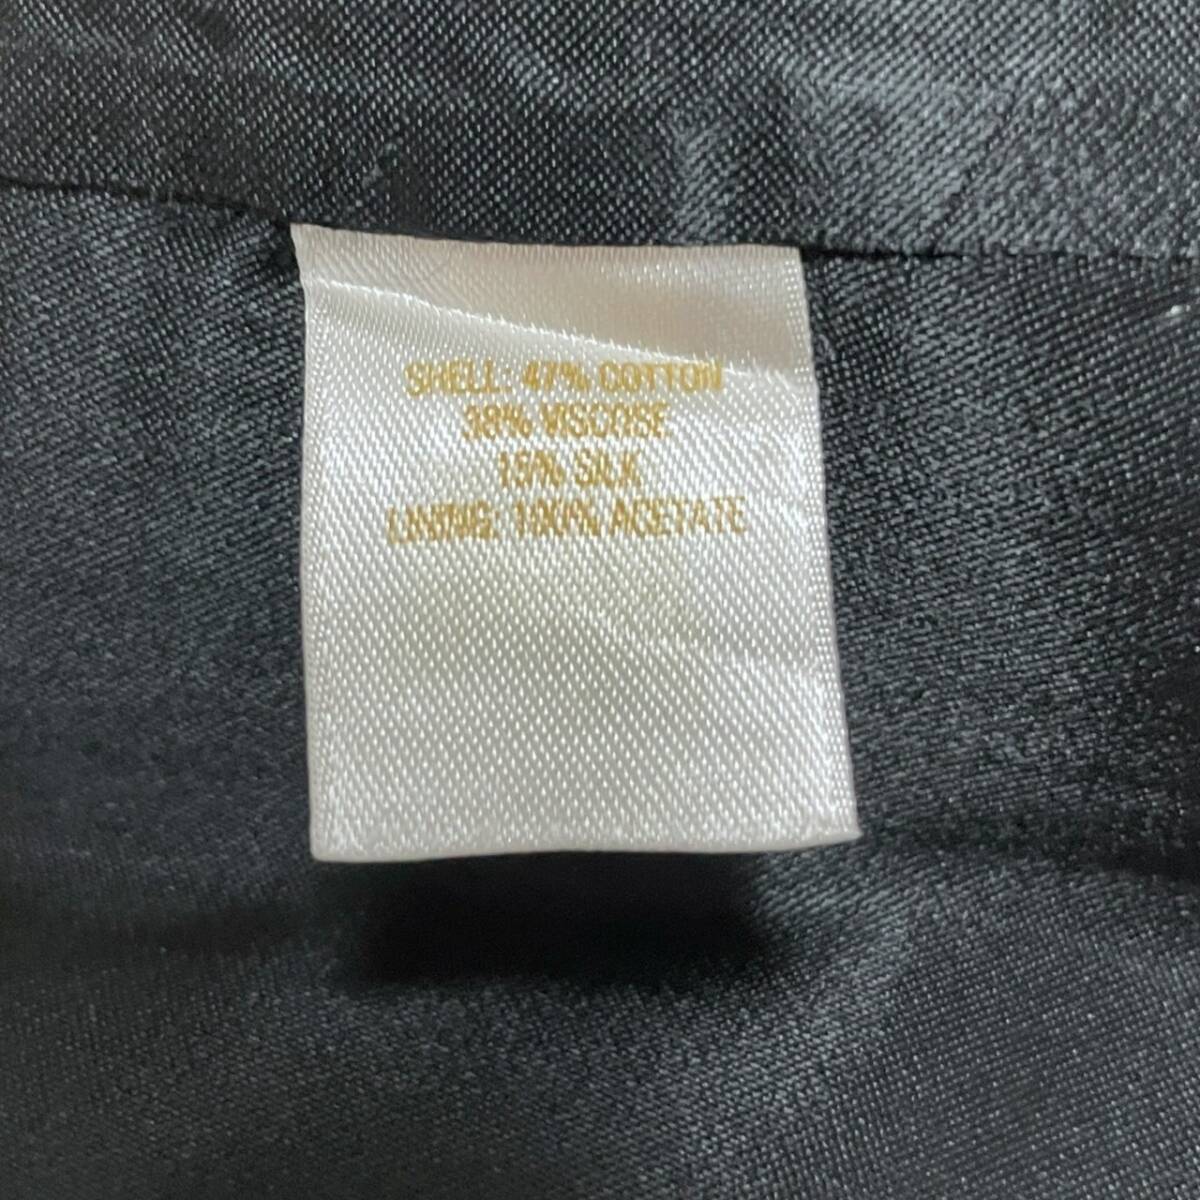 SHELL: 47% COTTON
38% VISCOSE
15% SILK
LINING: 100% ACETATE